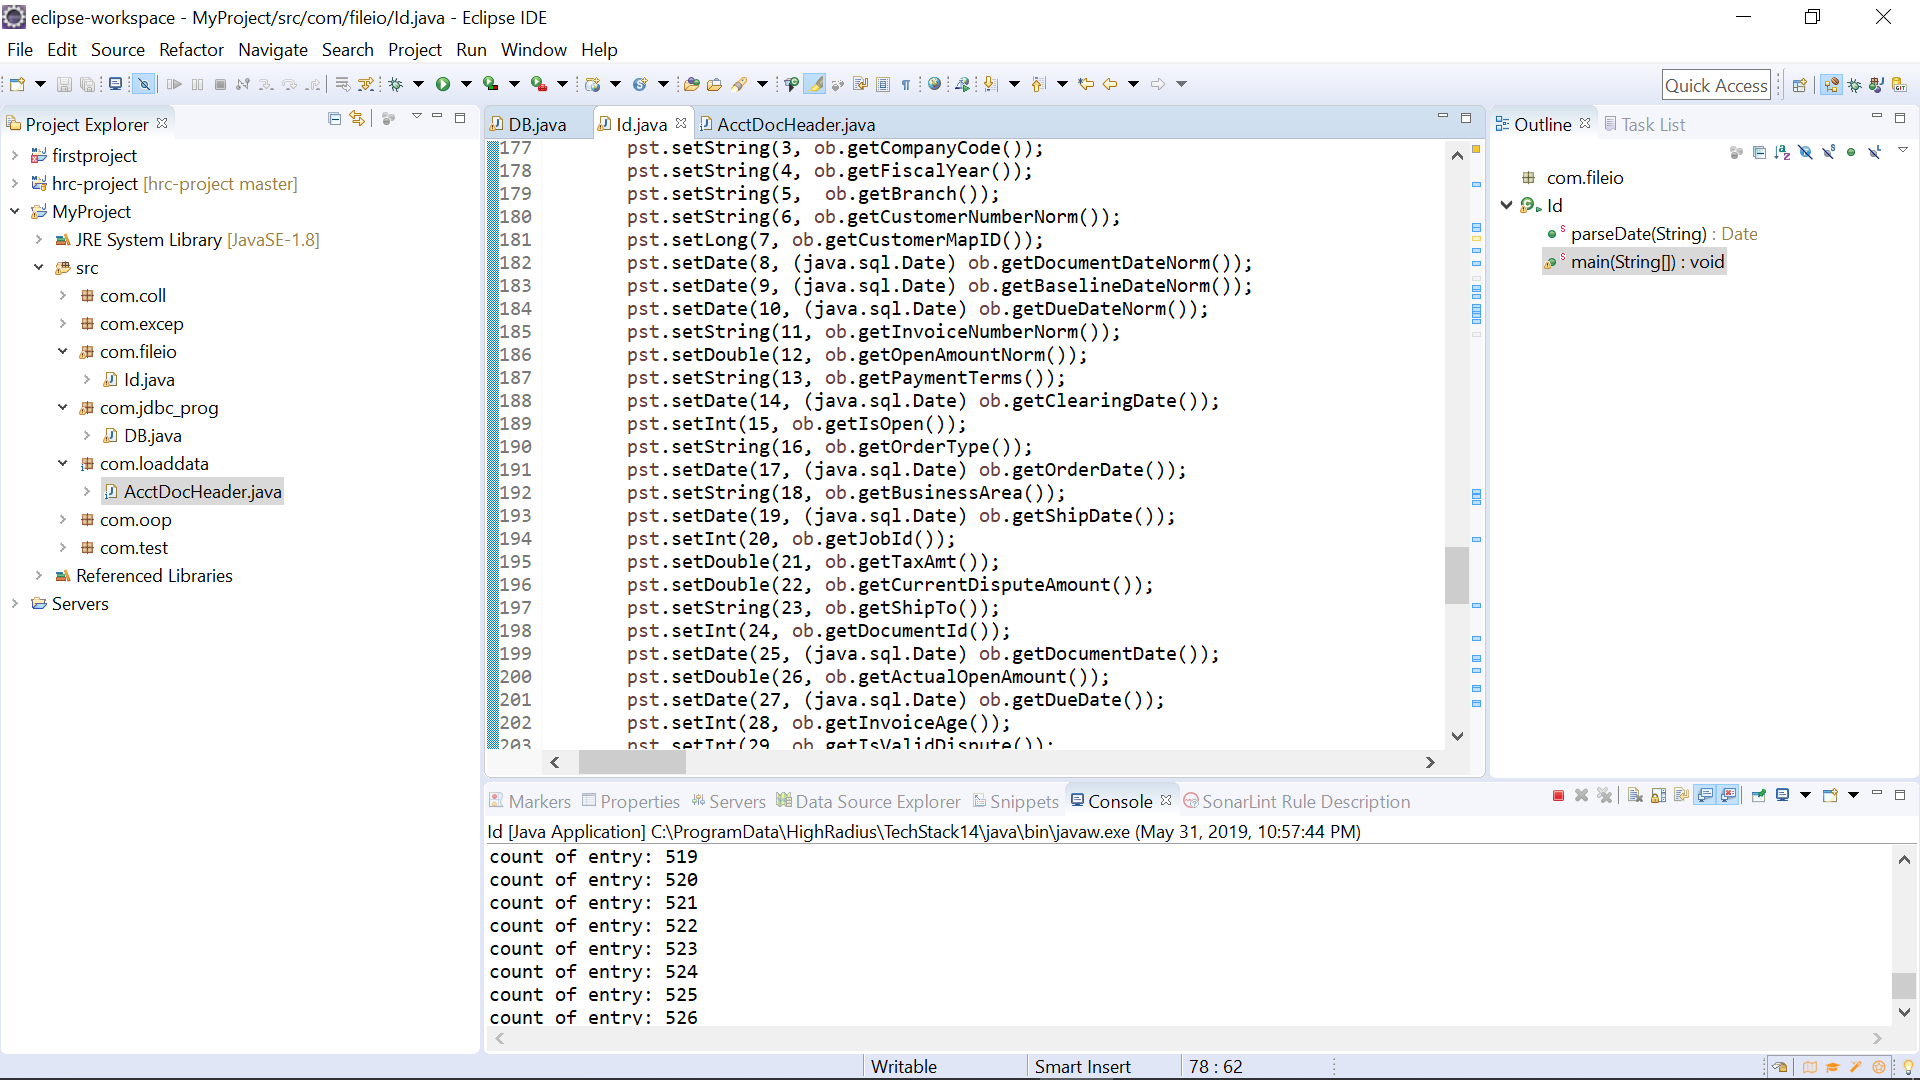 eclipse-workspace - MyProject/src/com/fileio/Id.java - Eclipse IDE
File Edit Source Refactor Navigate Search Project Run Window Help
Quick Access
Project Explorer
firstproject
hrc-project [hrc-project master]
MyProject
JRE System Library [JavaSE-1.8]
src
com.coll
com.excep
com.fileio
Id.java
com.jdbc_prog
DB.java
com.loaddata
AcctDocHeader.java
com.oop
com.test
Referenced Libraries
Servers
DB.java Id.java AcctDocHeader.java
177 pst.setString(3, ob.getCompanyCode());
178 pst.setString(4, ob.getFiscalYear());
179 pst.setString(5,  ob.getBranch());
180 pst.setString(6, ob.getCustomerNumberNorm());
181 pst.setLong(7, ob.getCustomerMapID());
182 pst.setDate(8, (java.sql.Date) ob.getDocumentDateNorm());
183 pst.setDate(9, (java.sql.Date) ob.getBaselineDateNorm());
184 pst.setDate(10, (java.sql.Date) ob.getDueDateNorm());
185 pst.setString(11, ob.getInvoiceNumberNorm());
186 pst.setDouble(12, ob.getOpenAmountNorm());
187 pst.setString(13, ob.getPaymentTerms());
188 pst.setDate(14, (java.sql.Date) ob.getClearingDate());
189 pst.setInt(15, ob.getIsOpen());
190 pst.setString(16, ob.getOrderType());
191 pst.setDate(17, (java.sql.Date) ob.getOrderDate());
192 pst.setString(18, ob.getBusinessArea());
193 pst.setDate(19, (java.sql.Date) ob.getShipDate());
194 pst.setInt(20, ob.getJobId());
195 pst.setDouble(21, ob.getTaxAmt());
196 pst.setDouble(22, ob.getCurrentDisputeAmount());
197 pst.setString(23, ob.getShipTo());
198 pst.setInt(24, ob.getDocumentId());
199 pst.setDate(25, (java.sql.Date) ob.getDocumentDate());
200 pst.setDouble(26, ob.getActualOpenAmount());
201 pst.setDate(27, (java.sql.Date) ob.getDueDate());
202 pst.setInt(28, ob.getInvoiceAge());
203 pst.setInt(29, ob.getIsValidDispute());
Outline Task List
com.fileio
Id
parseDate(String) : Date
main(String[]) : void
Markers Properties Servers Data Source Explorer Snippets Console SonarLint Rule Description
Id [Java Application] C:\ProgramData\HighRadius\TechStack14\java\bin\javaw.exe (May 31, 2019, 10:57:44 PM)
count of entry: 519
count of entry: 520
count of entry: 521
count of entry: 522
count of entry: 523
count of entry: 524
count of entry: 525
count of entry: 526
Writable Smart Insert 78 : 62